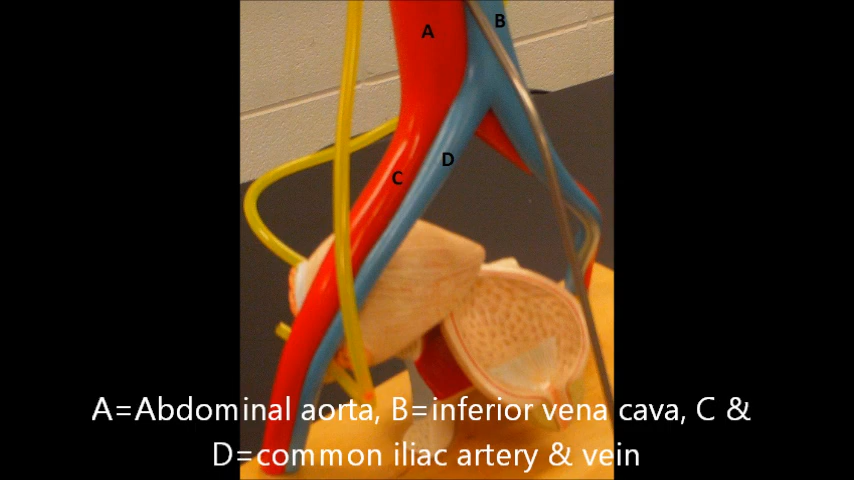 A
B
D
C
A=Abdominal aorta, B=inferior vena cava, C &
D=common iliac artery & vein